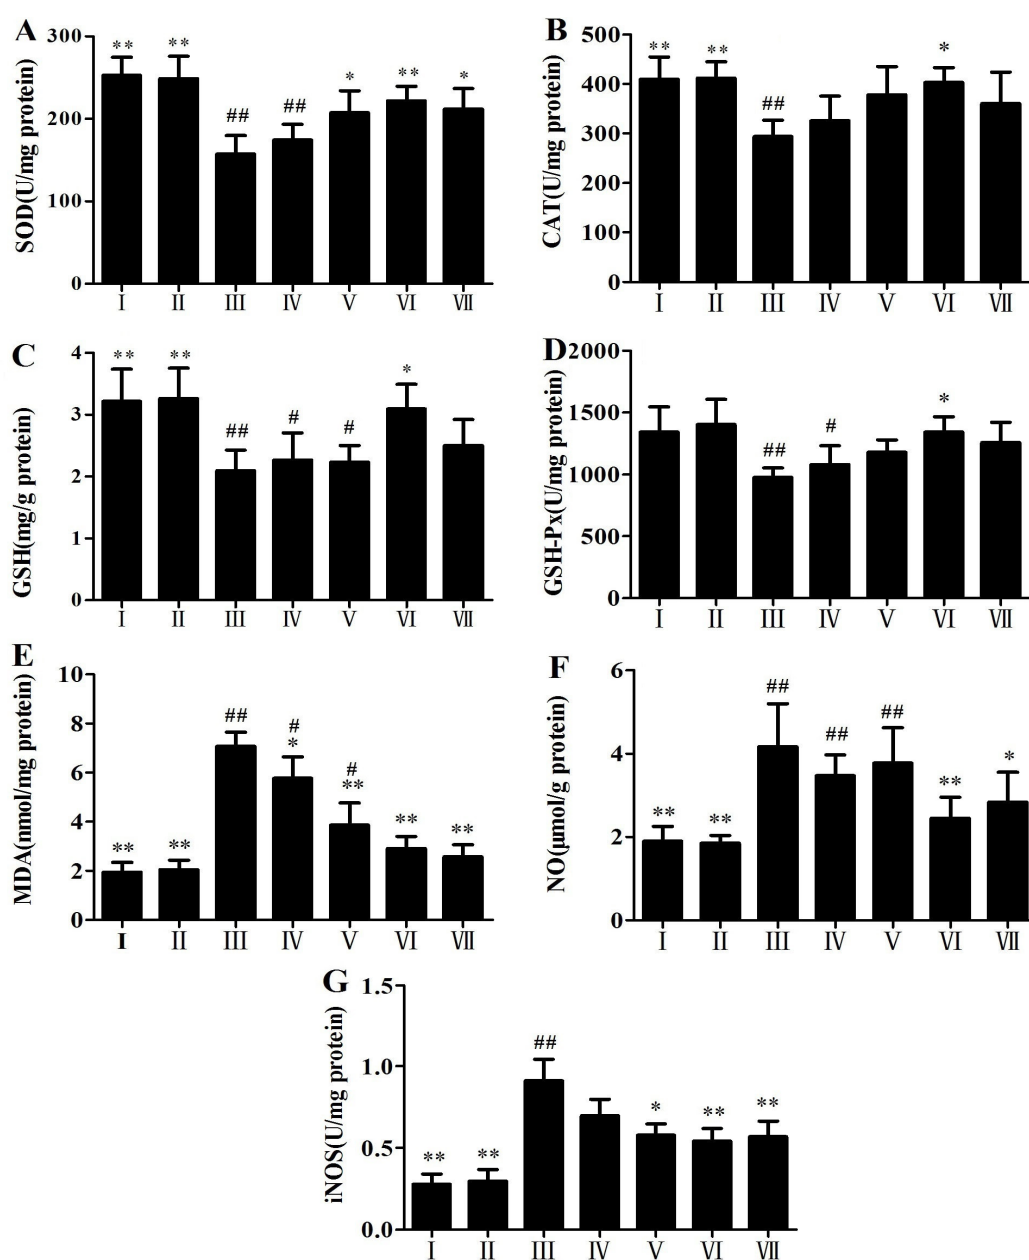 A
SOD(U/mg protein)
300
200
100
0
** ** ## ## * ** *
I II III IV V VI VII
B
CAT(U/mg protein)
500
400
300
200
100
0
** ** ## *
I II III IV V VI VII
C
GSH(mg/g protein)
4
3
2
1
0
** ** ## # # *
I II III IV V VI VII
D
GSH-Px(U/mg protein)
2000
1500
1000
500
0
## # *
I II III IV V VI VII
E
MDA(nmol/mg protein)
10
8
6
4
2
0
## # #
** ** * ** ** **
I II III IV V VI VII
F
NO(μmol/g protein)
6
4
2
0
** ** ## ## ## ** *
I II III IV V VI VII
G
iNOS(U/mg protein)
1.5
1.0
0.5
0.0
** ** ## * ** **
I II III IV V VI VII